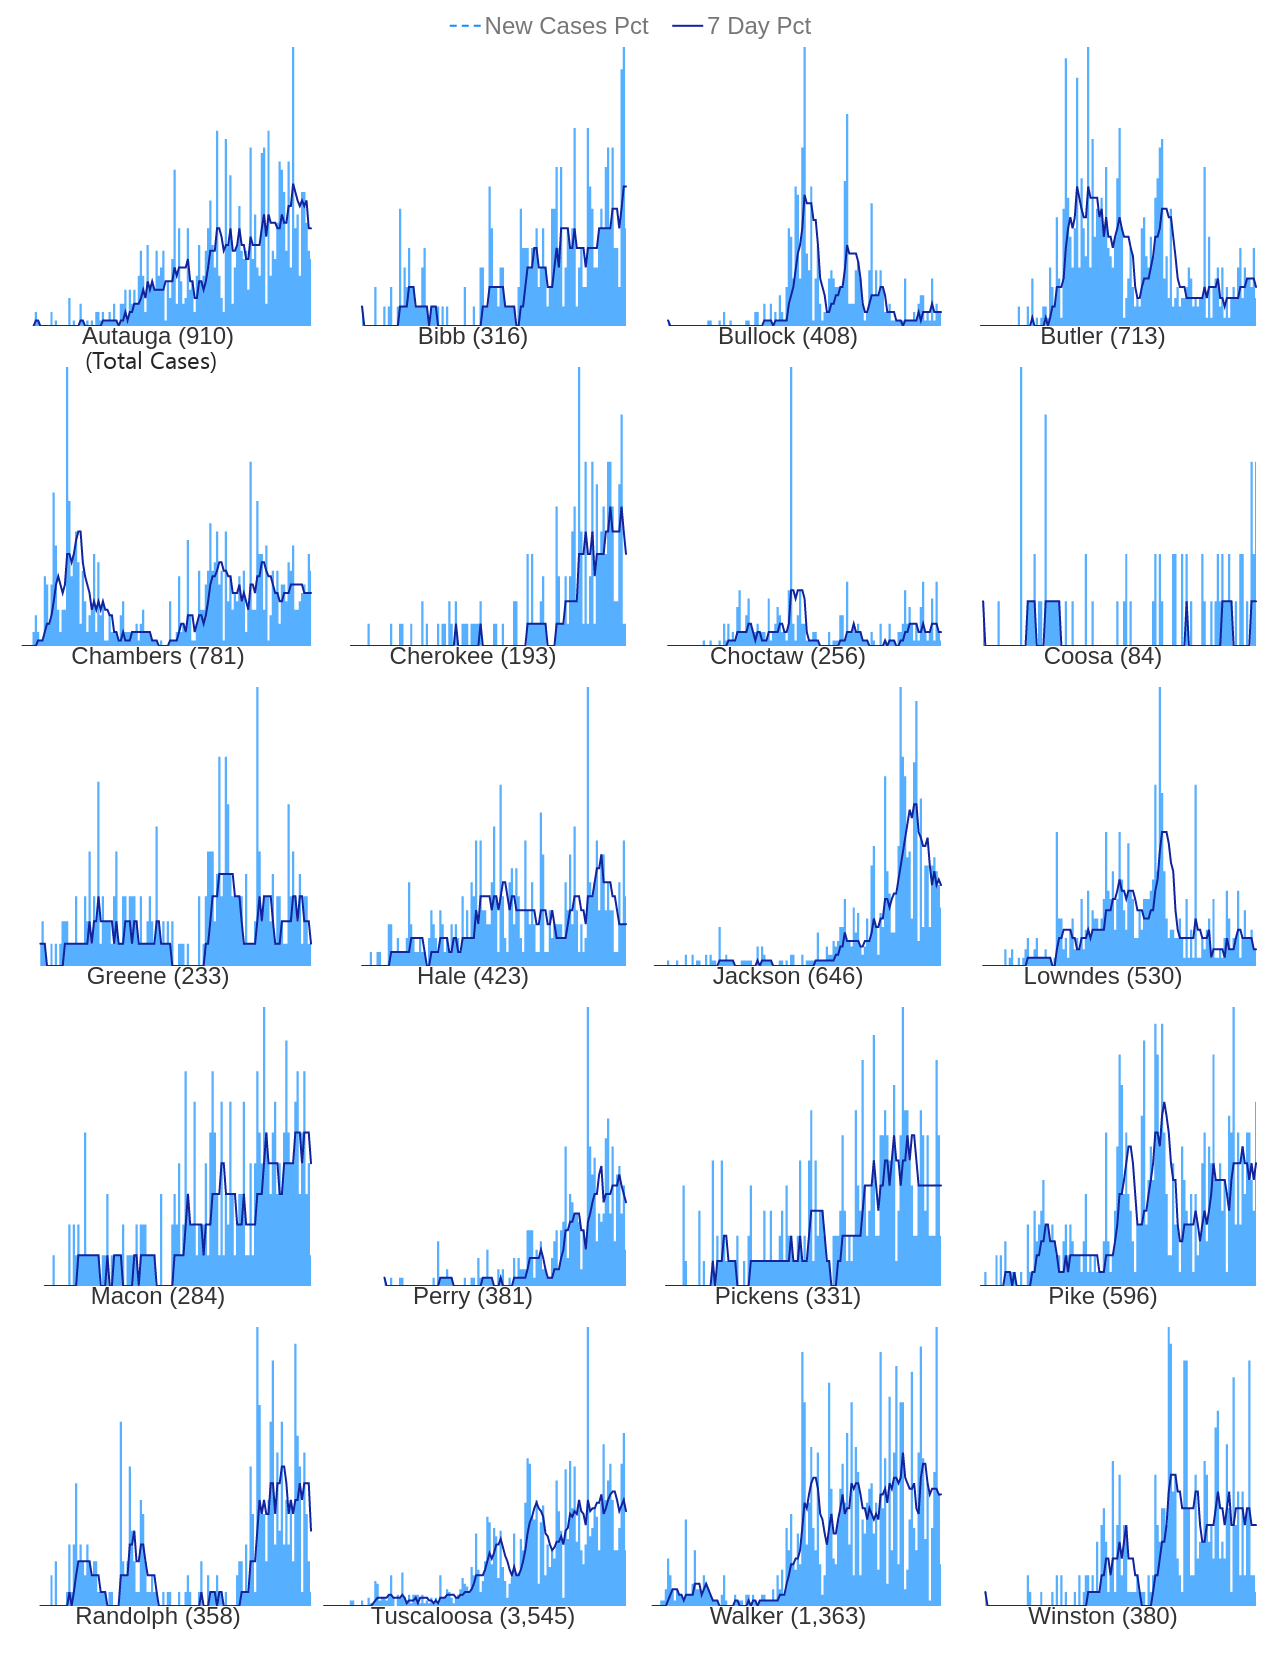 New Cases Pct 7 Day Pct
Autauga (910) Bibb (316) Bullock (408) Butler (713)
(Total Cases)
Chambers (781) Cherokee (193) Choctaw (256) Coosa (84)
Greene (233) Hale (423) Jackson (646) Lowndes (530)
Macon (284) Perry (381) Pickens (331) Pike (596)
Randolph (358) Tuscaloosa (3,545) Walker (1,363) Winston (380)